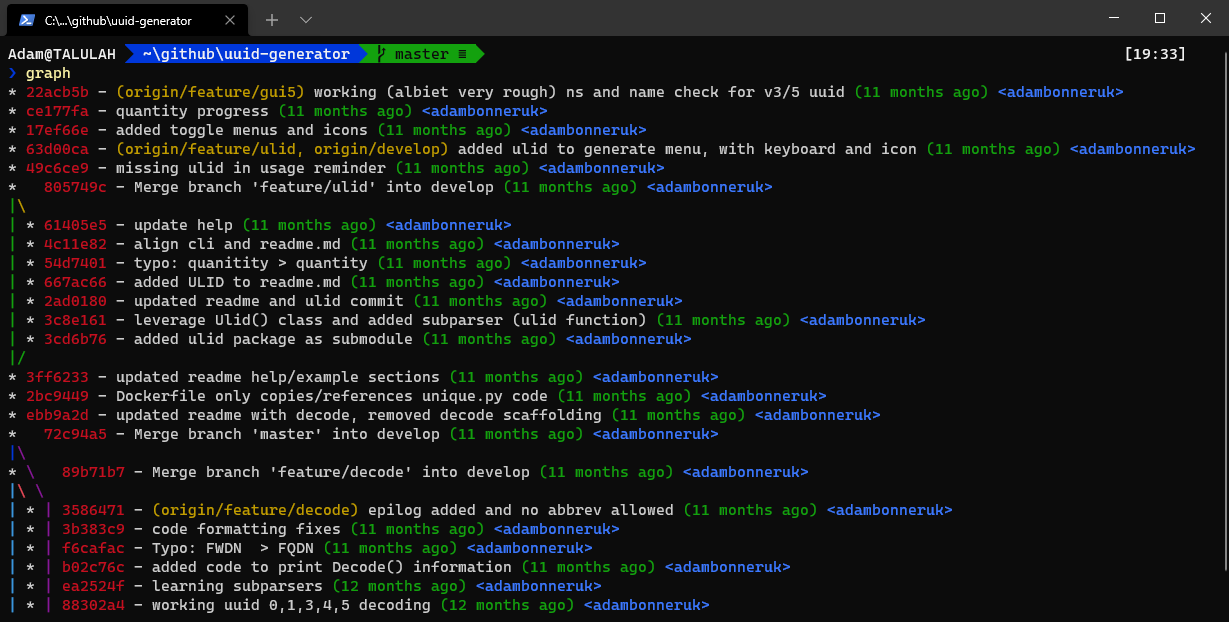 C:\...\github\uuid-generator
Adam@TALULAH ~\github\uuid-generator master ≡ [19:33]
❯ graph
* 22acb5b - (origin/feature/gui5) working (albiet very rough) ns and name check for v3/5 uuid (11 months ago) <adambonneruk>
* ce177fa - quantity progress (11 months ago) <adambonneruk>
* 17ef66e - added toggle menus and icons (11 months ago) <adambonneruk>
* 63d00ca - (origin/feature/ulid, origin/develop) added ulid to generate menu, with keyboard and icon (11 months ago) <adambonneruk>
* 49c6ce9 - missing ulid in usage reminder (11 months ago) <adambonneruk>
*   805749c - Merge branch 'feature/ulid' into develop (11 months ago) <adambonneruk>
|\
| * 61405e5 - update help (11 months ago) <adambonneruk>
| * 4c11e82 - align cli and readme.md (11 months ago) <adambonneruk>
| * 54d7401 - typo: quanitity > quantity (11 months ago) <adambonneruk>
| * 667ac66 - added ULID to readme.md (11 months ago) <adambonneruk>
| * 2ad0180 - updated readme and ulid commit (11 months ago) <adambonneruk>
| * 3c8e161 - leverage Ulid() class and added subparser (ulid function) (11 months ago) <adambonneruk>
| * 3cd6b76 - added ulid package as submodule (11 months ago) <adambonneruk>
|/
* 3ff6233 - updated readme help/example sections (11 months ago) <adambonneruk>
* 2bc9449 - Dockerfile only copies/references unique.py code (11 months ago) <adambonneruk>
* ebb9a2d - updated readme with decode, removed decode scaffolding (11 months ago) <adambonneruk>
*   72c94a5 - Merge branch 'master' into develop (11 months ago) <adambonneruk>
|\
* \   89b71b7 - Merge branch 'feature/decode' into develop (11 months ago) <adambonneruk>
|\ \
| * | 3586471 - (origin/feature/decode) epilog added and no abbrev allowed (11 months ago) <adambonneruk>
| * | 3b383c9 - code formatting fixes (11 months ago) <adambonneruk>
| * | f6cafac - Typo: FWDN  > FQDN (11 months ago) <adambonneruk>
| * | b02c76c - added code to print Decode() information (11 months ago) <adambonneruk>
| * | ea2524f - learning subparsers (12 months ago) <adambonneruk>
| * | 88302a4 - working uuid 0,1,3,4,5 decoding (12 months ago) <adambonneruk>